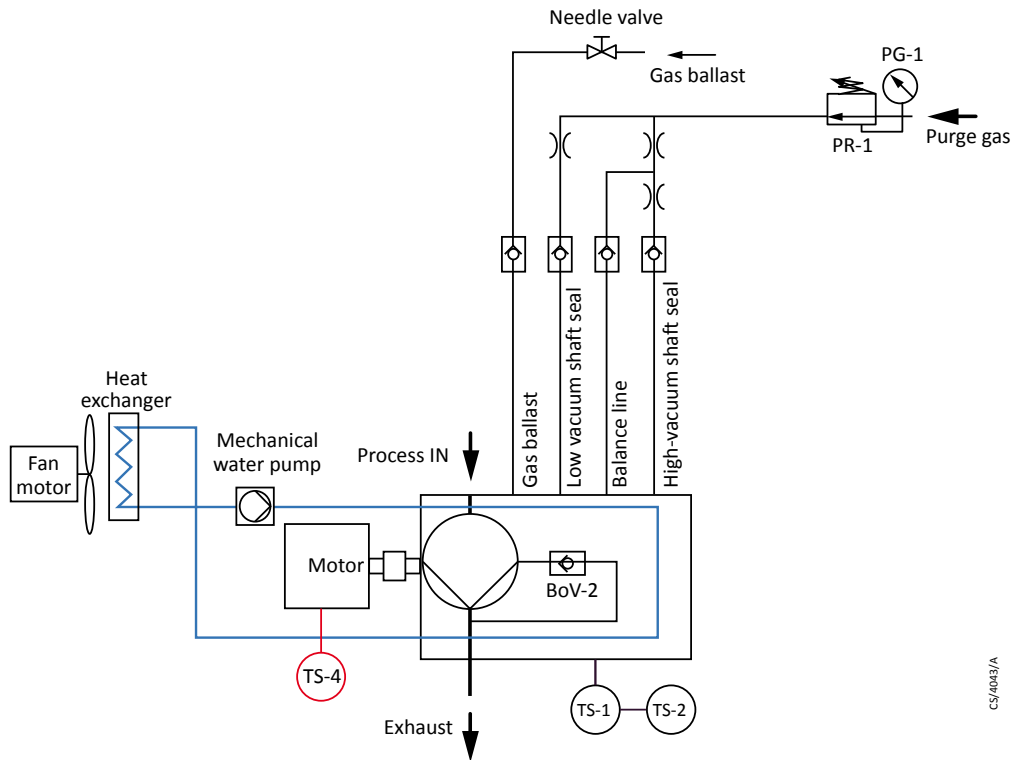 Needle valve
Gas ballast
PG-1
PR-1
Purge gas
Gas ballast
Low vacuum shaft seal
Balance line
High-vacuum shaft seal
Heat
exchanger
Fan
motor
Mechanical
water pump
Process IN
Motor
BoV-2
TS-4
TS-1
TS-2
Exhaust
CS/4043/A